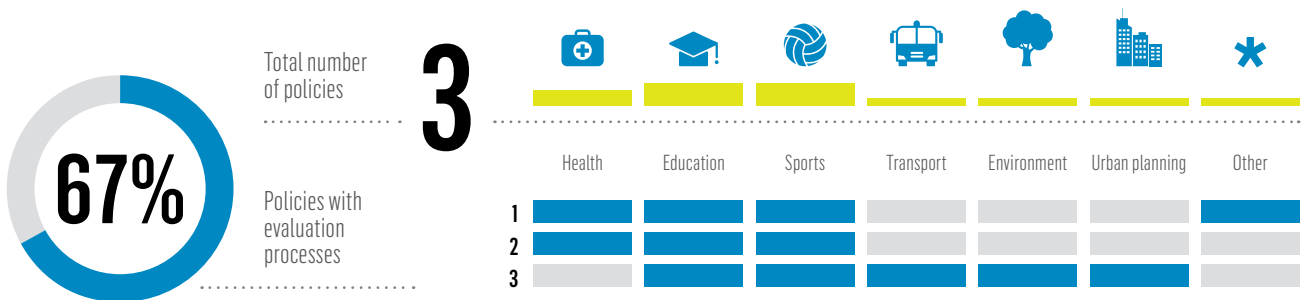 Total number
of policies
3
67%
Policies with
evaluation
processes
Health Education Sports Transport Environment Urban planning Other
1
2
3